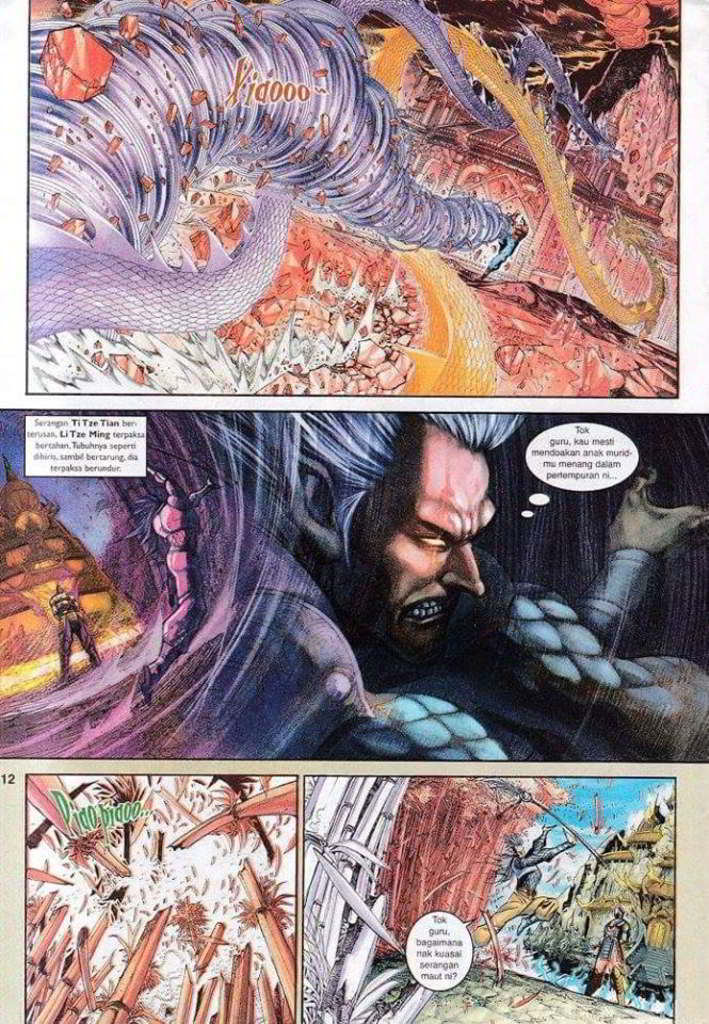 Xiaooo~
Serangan Ti Tze Tian ber-
terusan, Li Tze Ming terpaksa
bertahan. Tubuhnya seperti
dihiris, sambil bertarung, dia
terpaksa berundur.
Tok
guru, kau mesti
mendoakan anak murid-
mu menang dalam
pertempuran ni...
12
Tok
guru,
bagaimana
nak kuasai
serangan
maut ni?